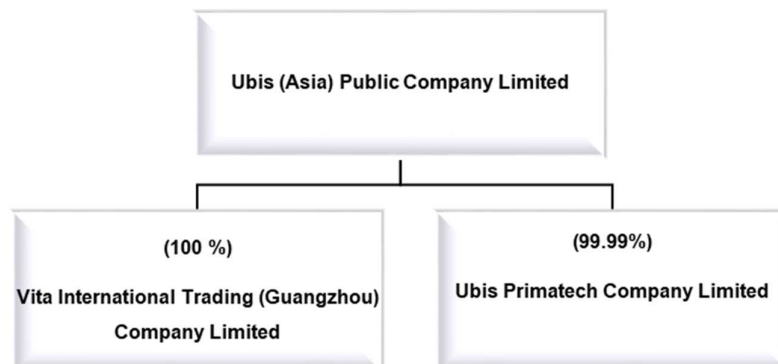 Ubis (Asia) Public Company Limited
(100 %)
Vita International Trading (Guangzhou)
Company Limited
(99.99%)
Ubis Primatech Company Limited